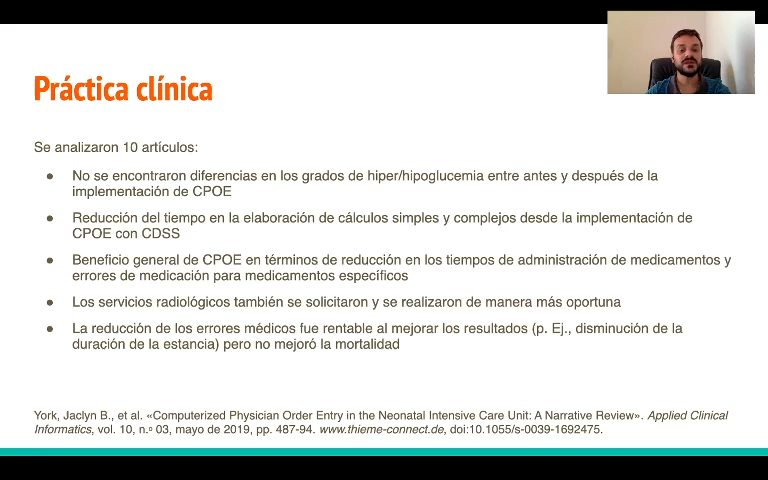 Práctica clínica
Se analizaron 10 artículos:
● No se encontraron diferencias en los grados de hiper/hipoglucemia entre antes y después de la
implementación de CPOE
● Reducción del tiempo en la elaboración de cálculos simples y complejos desde la implementación de
CPOE con CDSS
● Beneficio general de CPOE en términos de reducción en los tiempos de administración de medicamentos y
errores de medicación para medicamentos específicos
● Los servicios radiológicos también se solicitaron y se realizaron de manera más oportuna
● La reducción de los errores médicos fue rentable al mejorar los resultados (p. Ej., disminución de la
duración de la estancia) pero no mejoró la mortalidad
York, Jaclyn B., et al. «Computerized Physician Order Entry in the Neonatal Intensive Care Unit: A Narrative Review». Applied Clinical
Informatics, vol. 10, n.º 03, mayo de 2019, pp. 487-94. www.thieme-connect.de, doi:10.1055/s-0039-1692475.